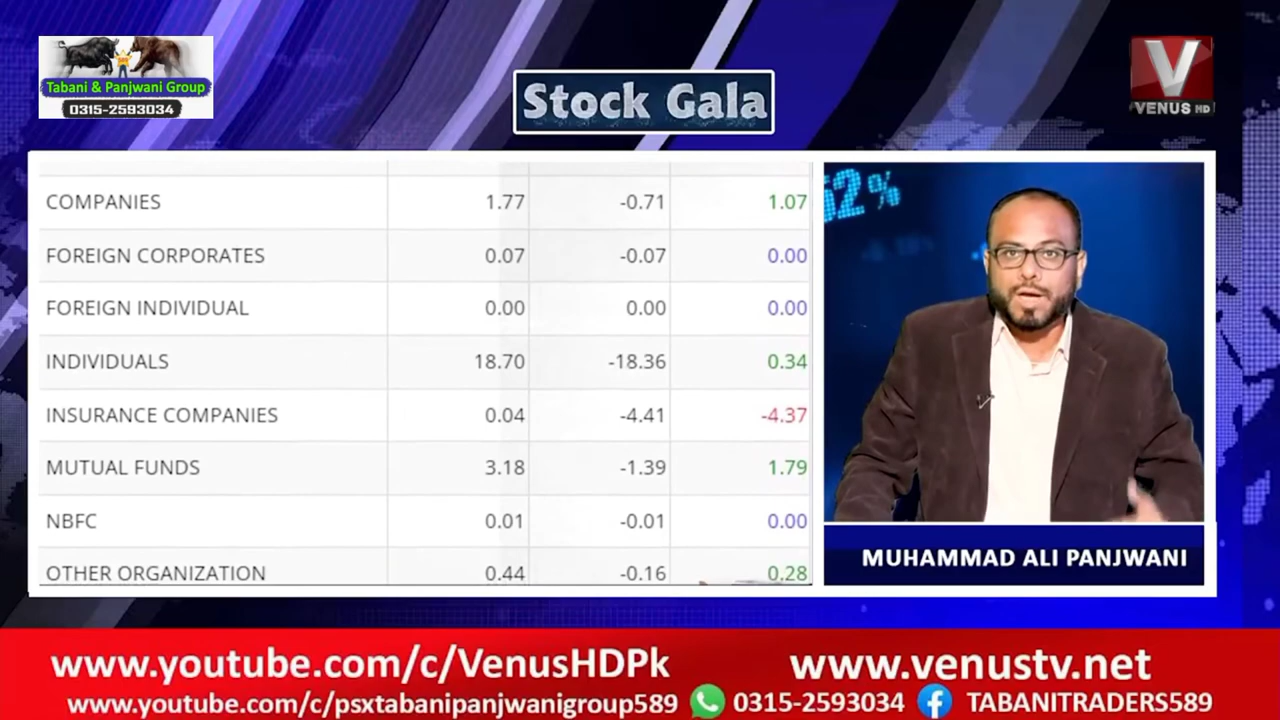 Tabani & Panjwani Group
0315-2593034
Stock Gala
V
VENUS HD
COMPANIES 1.77 -0.71 1.07
FOREIGN CORPORATES 0.07 -0.07 0.00
FOREIGN INDIVIDUAL 0.00 0.00 0.00
INDIVIDUALS 18.70 -18.36 0.34
INSURANCE COMPANIES 0.04 -4.41 -4.37
MUTUAL FUNDS 3.18 -1.39 1.79
NBFC 0.01 -0.01 0.00
OTHER ORGANIZATION 0.44 -0.16 0.28
52%
MUHAMMAD ALI PANJWANI
www.youtube.com/c/VenusHDPk www.venustv.net
www.youtube.com/c/psxtabanipanjwanigroup589 0315-2593034 TABANITRADERS589